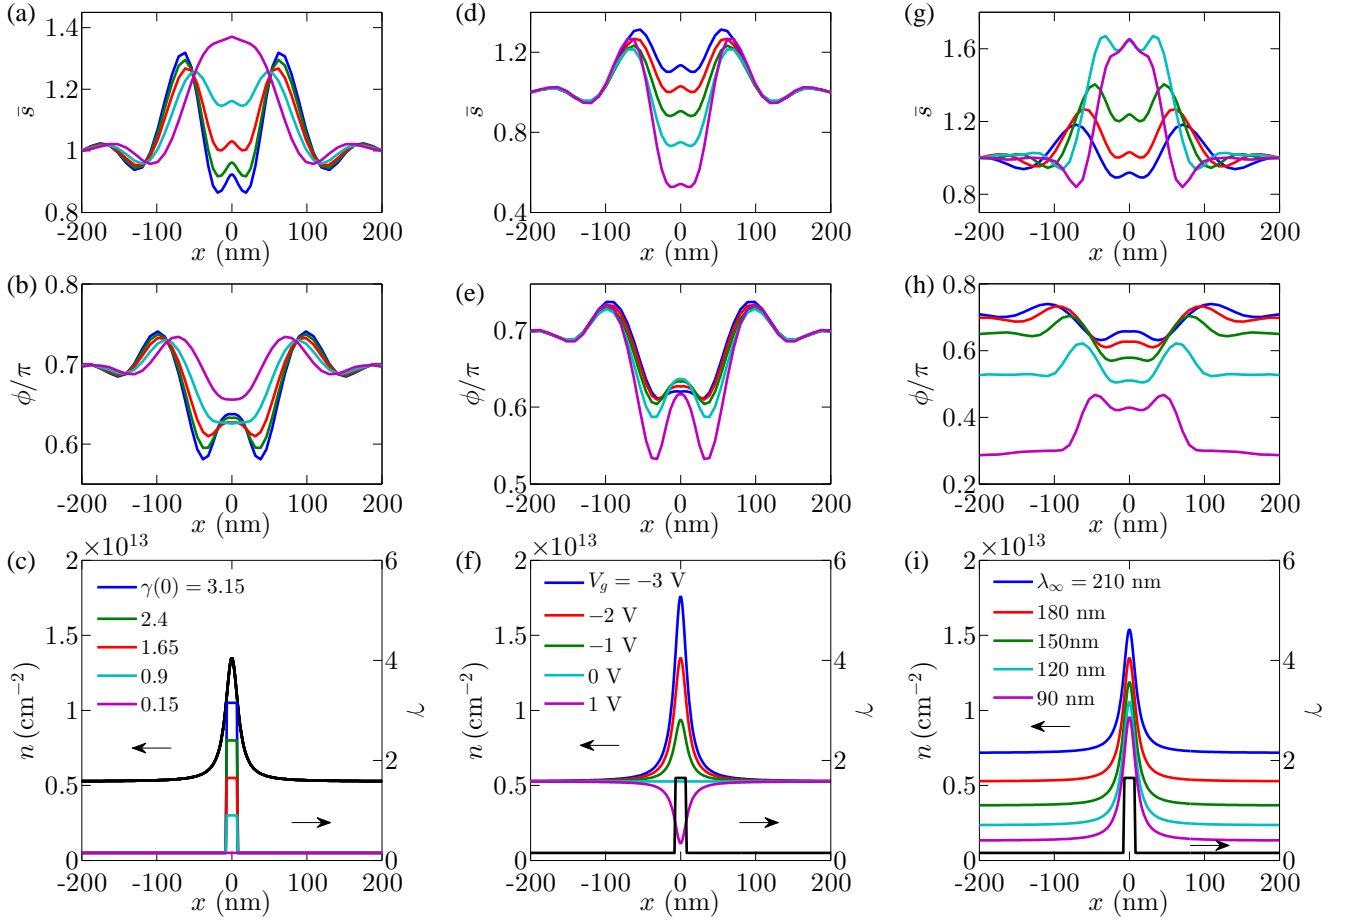 (a)
1.4
1.2
1
0.8
s̄
-200 -100 0 100 200
x (nm)
(d)
1.2
0.8
0.4
s̄
-200 -100 0 100 200
x (nm)
(g)
1.6
1.2
0.8
s̄
-200 -100 0 100 200
x (nm)
(b)
0.8
0.7
0.6
ϕ/π
-200 -100 0 100 200
x (nm)
(e)
0.7
0.6
0.5
ϕ/π
-200 -100 0 100 200
x (nm)
(h)
0.8
0.6
0.4
0.2
ϕ/π
-200 -100 0 100 200
x (nm)
(c)
×10¹³
2
1.5
1
0.5
0
n (cm⁻²)
γ(0) = 3.15
2.4
1.65
0.9
0.15
6
4
2
0
γ
-200 -100 0 100 200
x (nm)
(f)
×10¹³
2
1.5
1
0.5
0
n (cm⁻²)
V_g = −3 V
−2 V
−1 V
0 V
1 V
6
4
2
0
γ
-200 -100 0 100 200
x (nm)
(i)
×10¹³
2
1.5
1
0.5
0
n (cm⁻²)
λ∞ = 210 nm
180 nm
150nm
120 nm
90 nm
6
4
2
0
γ
-200 -100 0 100 200
x (nm)